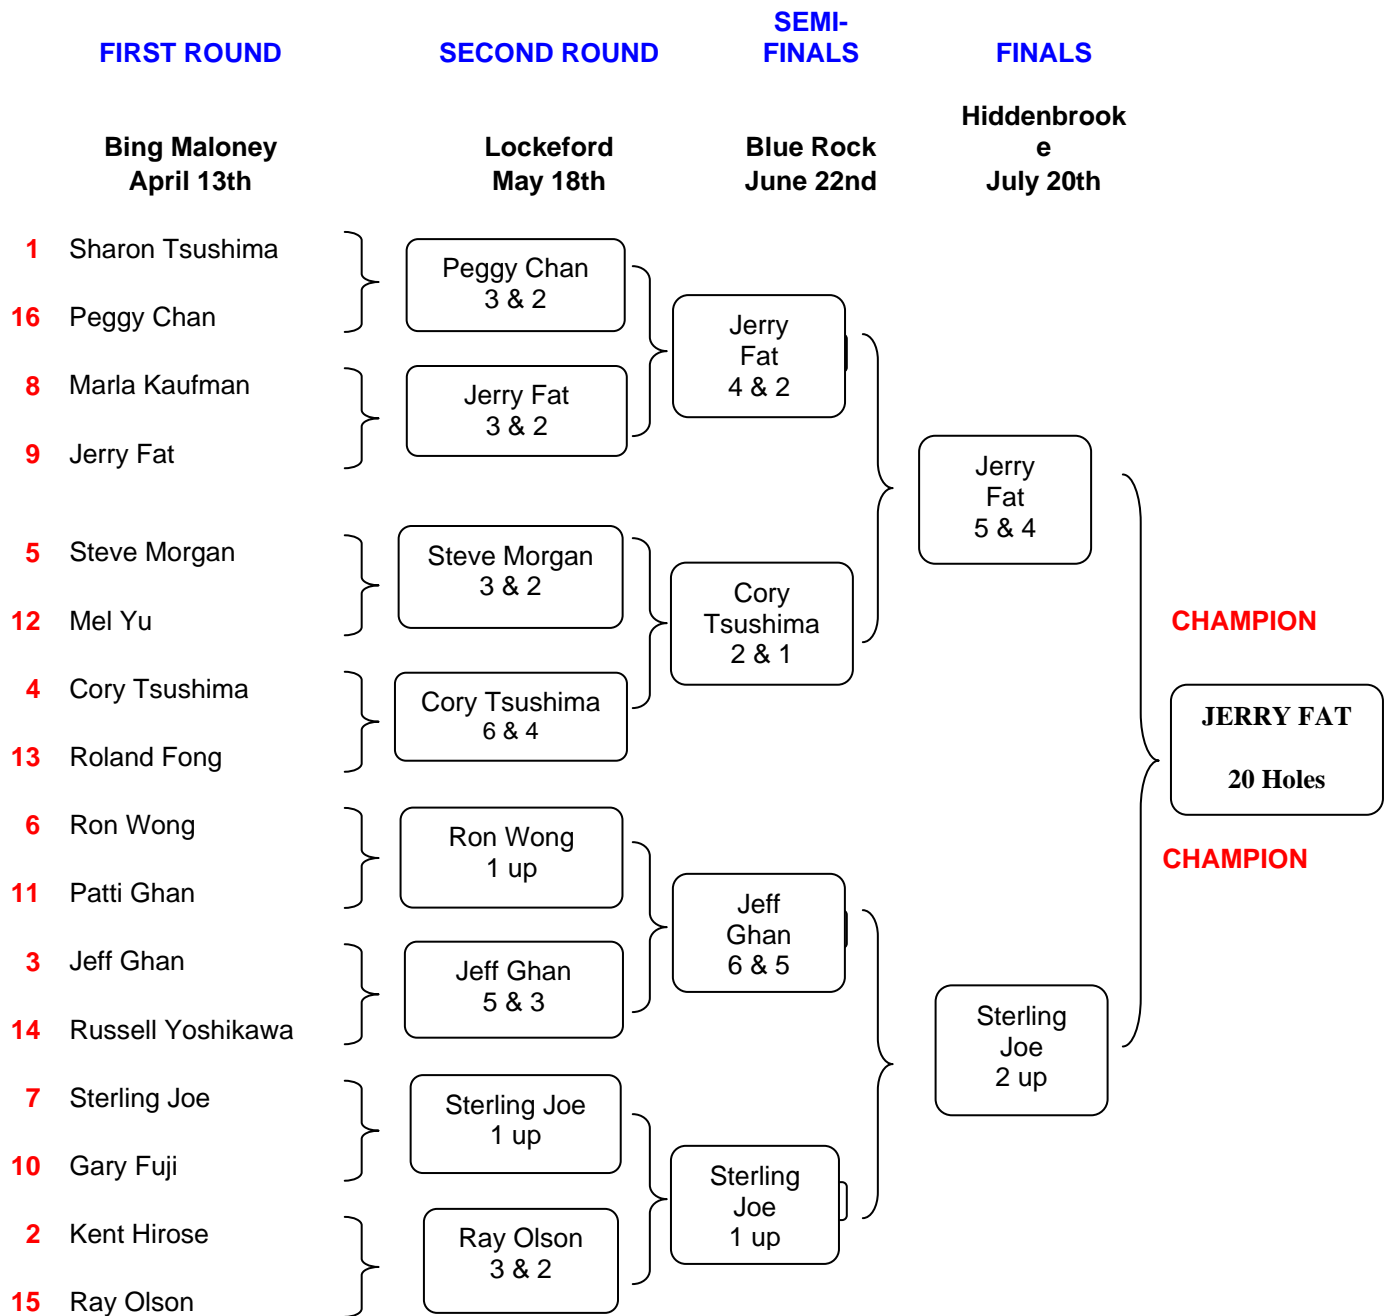 FIRST ROUND
SECOND ROUND
SEMI-
FINALS
FINALS
Bing Maloney
April 13th
Lockeford
May 18th
Blue Rock
June 22nd
Hiddenbrook
e
July 20th
1 Sharon Tsushima
16 Peggy Chan
8 Marla Kaufman
9 Jerry Fat
5 Steve Morgan
12 Mel Yu
4 Cory Tsushima
13 Roland Fong
6 Ron Wong
11 Patti Ghan
3 Jeff Ghan
14 Russell Yoshikawa
7 Sterling Joe
10 Gary Fuji
2 Kent Hirose
15 Ray Olson
Peggy Chan
3 & 2
Jerry Fat
3 & 2
Steve Morgan
3 & 2
Cory Tsushima
6 & 4
Ron Wong
1 up
Jeff Ghan
5 & 3
Sterling Joe
1 up
Ray Olson
3 & 2
Jerry
Fat
4 & 2
Cory
Tsushima
2 & 1
Jeff
Ghan
6 & 5
Sterling
Joe
1 up
Jerry
Fat
5 & 4
Sterling
Joe
2 up
CHAMPION
JERRY FAT
20 Holes
CHAMPION